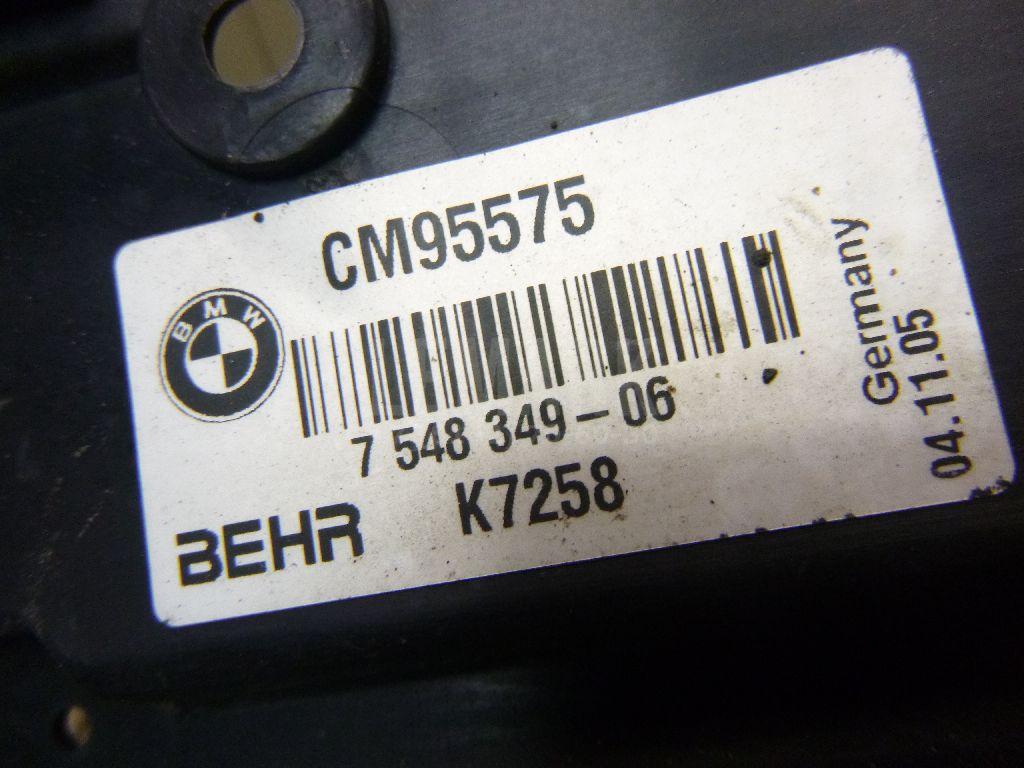 CM95575
BMW
7 548 349-06
BEHR K7258
Germany
04.11.05